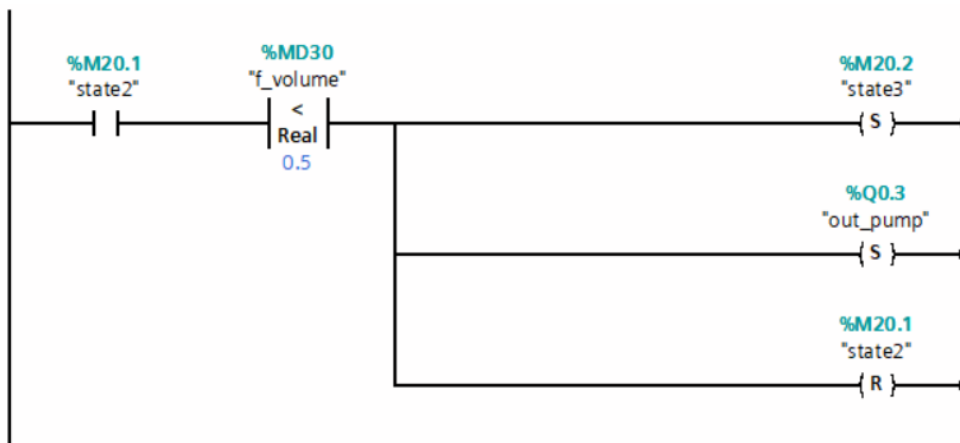 %M20.1
"state2"
%MD30
"f_volume"
<
Real
0.5
%M20.2
"state3"
S
%Q0.3
"out_pump"
S
%M20.1
"state2"
R